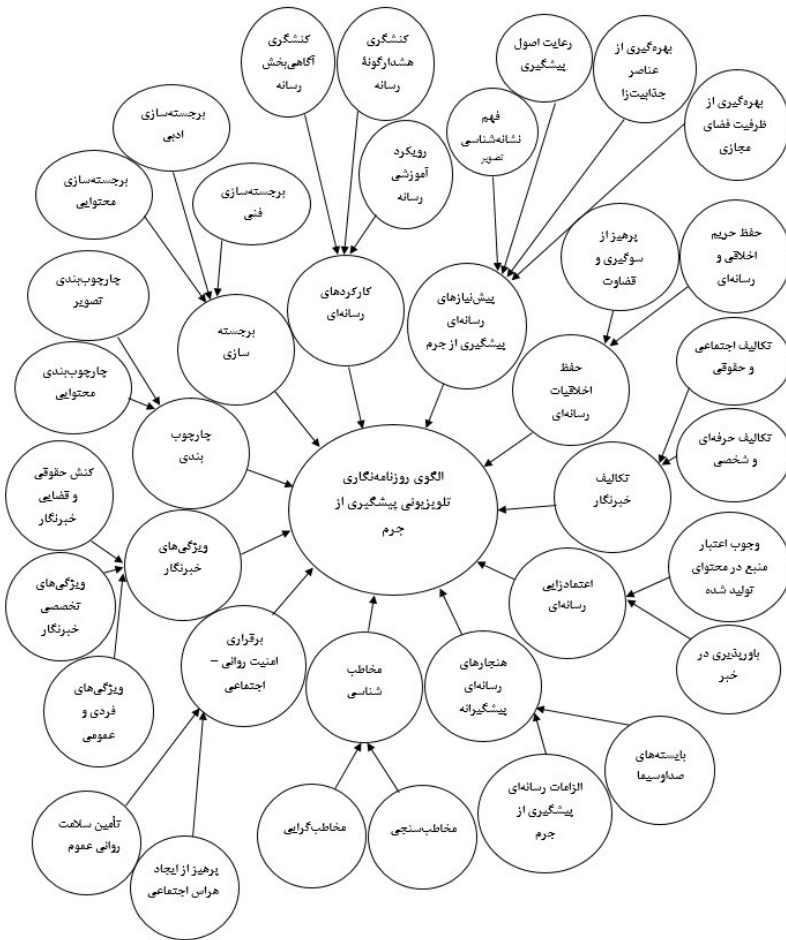 کنشگری
آگاهی‌بخش
رسانه
کنشگری
هشدارگونهٔ
رسانه
رعایت اصول
پیشگیری
بهره‌گیری از
عناصر
جذابیت‌زا
بهره‌گیری از
ظرفیت فضای
مجازی
فهم
نشانه‌شناسی
تصویر
برجسته‌سازی
ادبی
برجسته‌سازی
محتوایی
برجسته‌سازی
فنی
رویکرد
آموزشی
رسانه
پرهیز از
سوگیری و
قضاوت
حفظ حریم
اخلاقی و
رسانه‌ای
چارچوب‌بندی
تصویر
برجسته
سازی
کارکردهای
رسانه‌ای
پیش‌نیازهای
رسانه‌ای
پیشگیری از جرم
حفظ
اخلاقیات
رسانه‌ای
تکالیف اجتماعی
و حقوقی
چارچوب‌بندی
محتوایی
چارچوب
بندی
تکالیف حرفه‌ای
و شخصی
تکالیف
خبرنگار
الگوی روزنامه‌نگاری
تلویزیونی پیشگیری از
جرم
کنش حقوقی
و قضایی
خبرنگار
ویژگی‌های
خبرنگار
وجوب اعتبار
منبع در محتوای
تولید شده
اعتمادزایی
رسانه‌ای
ویژگی‌های
تخصصی
خبرنگار
باورپذیری در
خبر
برقراری
امنیت روانی –
اجتماعی
مخاطب
شناسی
هنجارهای
رسانه‌ای
پیشگیرانه
ویژگی‌های
فردی و
عمومی
بایسته‌های
صداوسیما
الزامات رسانه‌ای
پیشگیری از
جرم
مخاطب‌سنجی
مخاطب‌گرایی
تأمین سلامت
روانی عموم
پرهیز از ایجاد
هراس اجتماعی